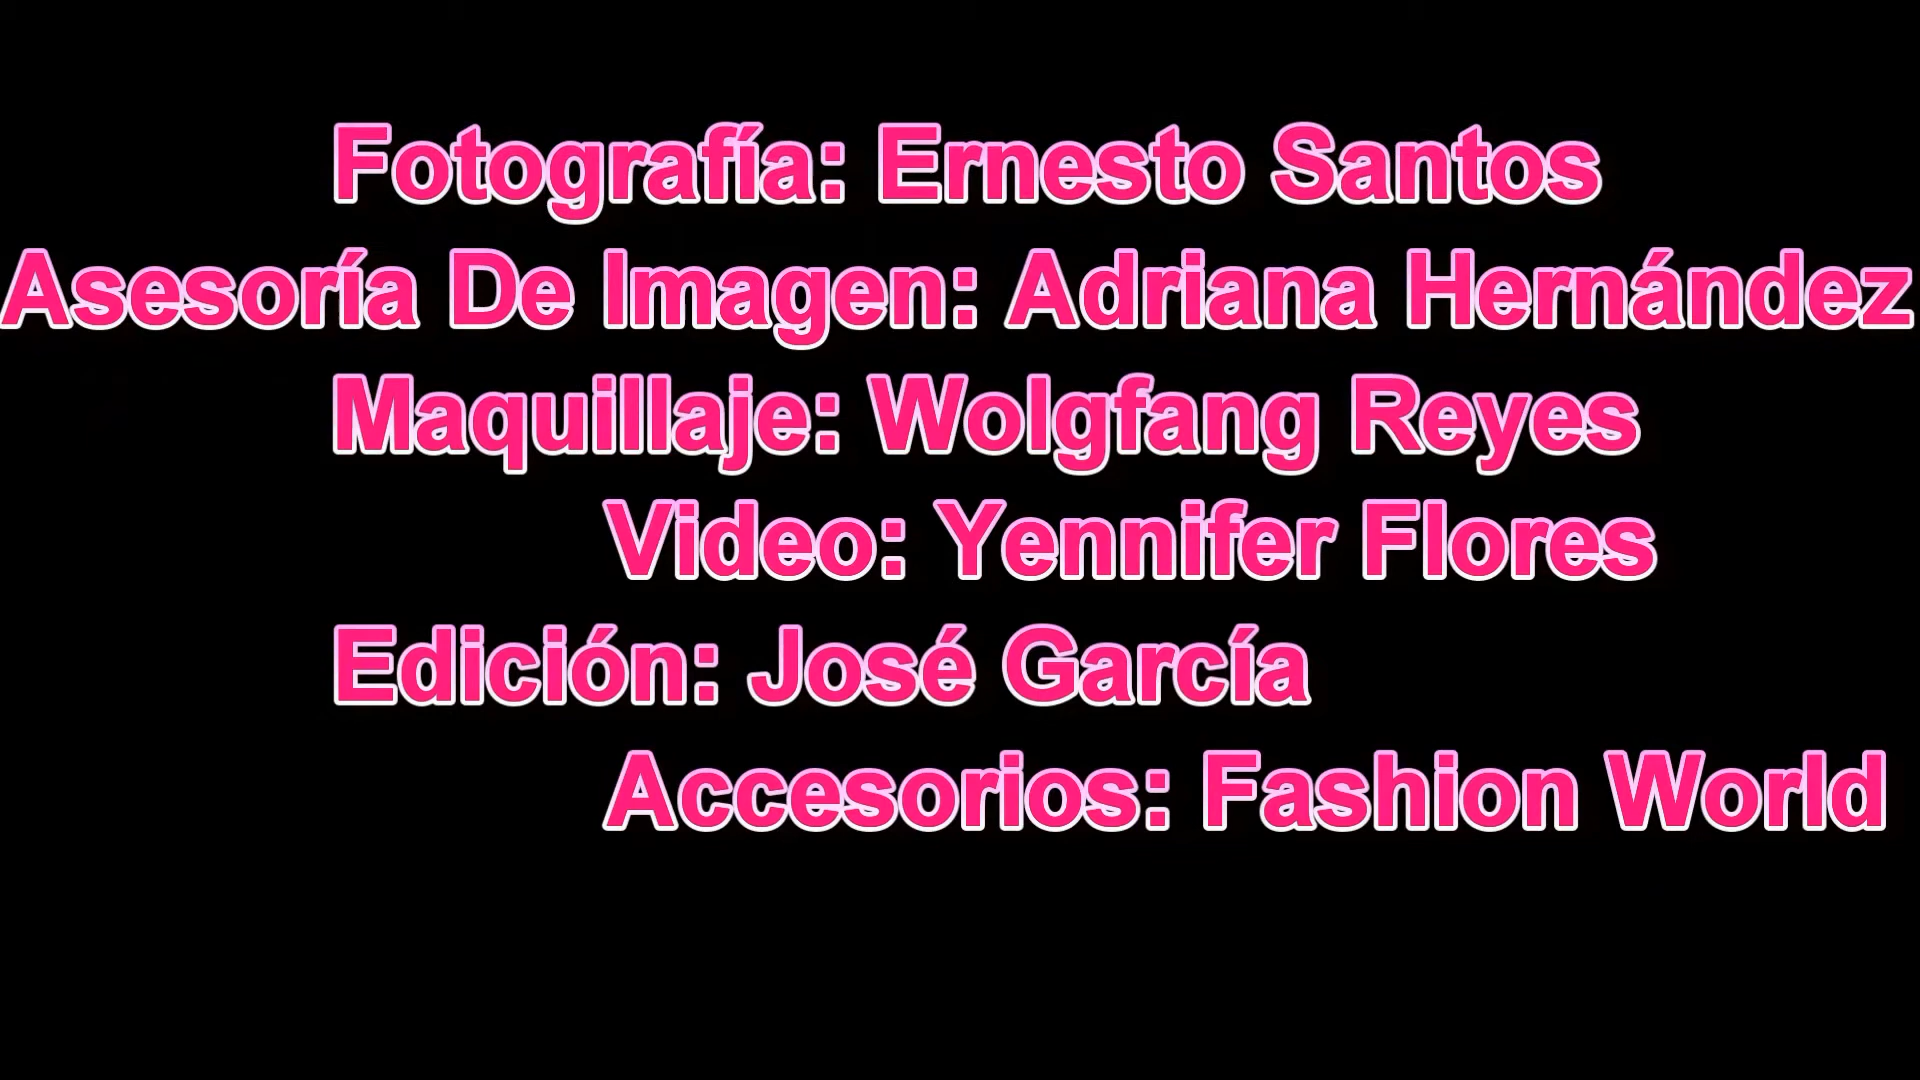 Fotografía: Ernesto Santos
Asesoría De Imagen: Adriana Hernández
Maquillaje: Wolgfang Reyes
Video: Yennifer Flores
Edición: José García
Accesorios: Fashion World